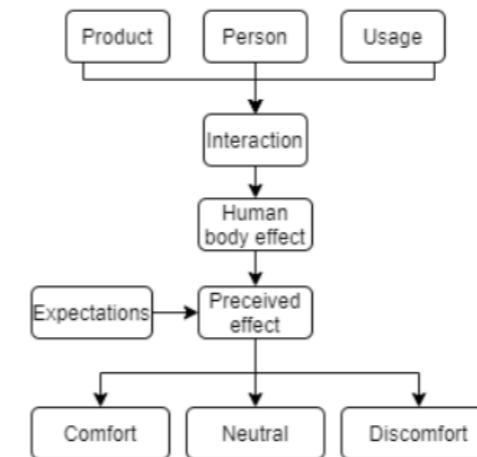 Product
Person
Usage
Interaction
Human
body effect
Expectations
Preceived
effect
Comfort
Neutral
Discomfort